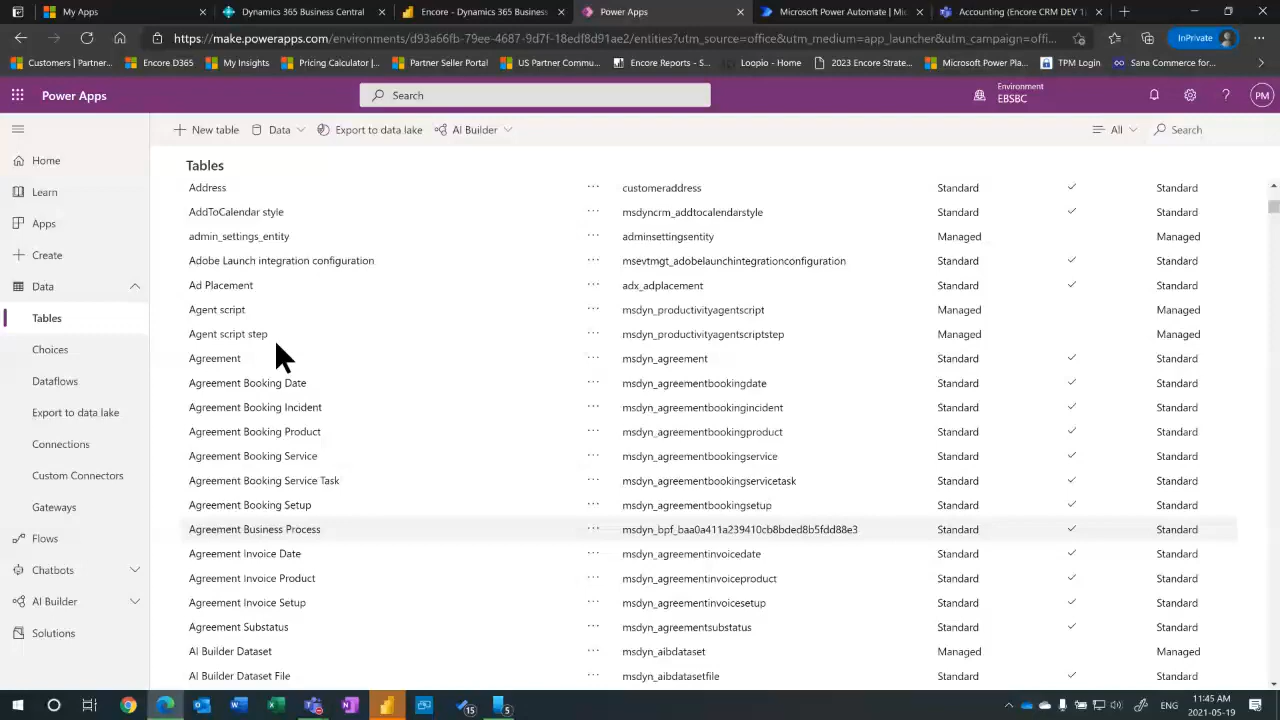 My Apps
Dynamics 365 Business Central
Encore - Dynamics 365 Business
Power Apps
Microsoft Power Automate | Mic
Accounting (Encore CRM DEV 1
https://make.powerapps.com/environments/d93a66fb-79ee-4687-9d7f-18edf8d91ae2/entities?utm_source=office&utm_medium=app_launcher&utm_campaign=offi...
InPrivate
Customers | Partner...
Encore D365
My Insights
Pricing Calculator |...
Partner Seller Portal
US Partner Commu...
Encore Reports - S...
Loopio - Home
2023 Encore Strate...
Microsoft Power Pla...
TPM Login
Sana Commerce for...
Power Apps
Search
Environment
EBSBC
PM
New table
Data
Export to data lake
AI Builder
All
Search
Home
Learn
Apps
Create
Data
Tables
Choices
Dataflows
Export to data lake
Connections
Custom Connectors
Gateways
Flows
Chatbots
AI Builder
Solutions
Tables
Address ... customeraddress Standard Standard
AddToCalendar style ... msdyncrm_addtocalendarstyle Standard Standard
admin_settings_entity ... adminsettingsentity Managed Managed
Adobe Launch integration configuration ... msevtmgt_adobelaunchintegrationconfiguration Standard Standard
Ad Placement ... adx_adplacement Standard Standard
Agent script ... msdyn_productivityagentscript Managed Managed
Agent script step ... msdyn_productivityagentscriptstep Managed Managed
Agreement ... msdyn_agreement Standard Standard
Agreement Booking Date ... msdyn_agreementbookingdate Standard Standard
Agreement Booking Incident ... msdyn_agreementbookingincident Standard Standard
Agreement Booking Product ... msdyn_agreementbookingproduct Standard Standard
Agreement Booking Service ... msdyn_agreementbookingservice Standard Standard
Agreement Booking Service Task ... msdyn_agreementbookingservicetask Standard Standard
Agreement Booking Setup ... msdyn_agreementbookingsetup Standard Standard
Agreement Business Process ... msdyn_bpf_baa0a411a239410cb8bded8b5fdd88e3 Standard Standard
Agreement Invoice Date ... msdyn_agreementinvoicedate Standard Standard
Agreement Invoice Product ... msdyn_agreementinvoiceproduct Standard Standard
Agreement Invoice Setup ... msdyn_agreementinvoicesetup Standard Standard
Agreement Substatus ... msdyn_agreementsubstatus Standard Standard
AI Builder Dataset ... msdyn_aibdataset Managed Managed
AI Builder Dataset File ... msdyn_aibdatasetfile Standard Standard
15
5
ENG
11:45 AM
2021-05-19